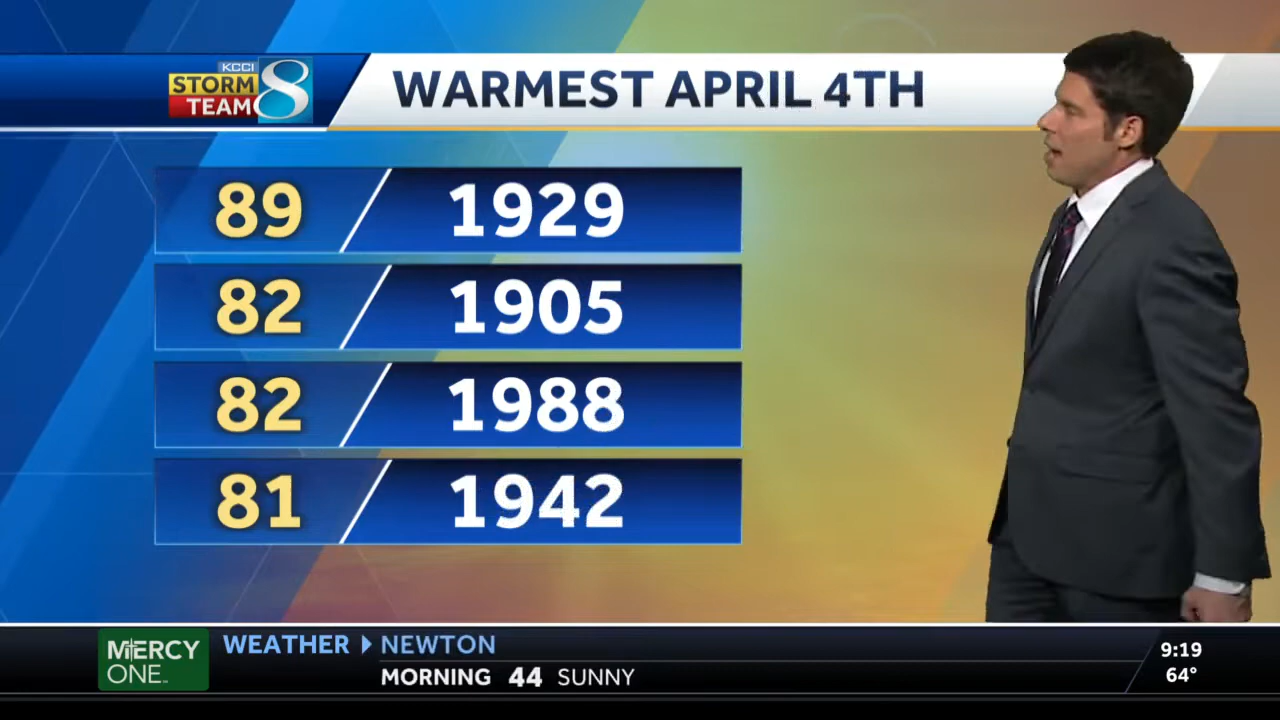 KCCI
STORM
TEAM 8
WARMEST APRIL 4TH
89 1929
82 1905
82 1988
81 1942
MERCY
ONE
WEATHER NEWTON
MORNING 44 SUNNY
9:19
64°